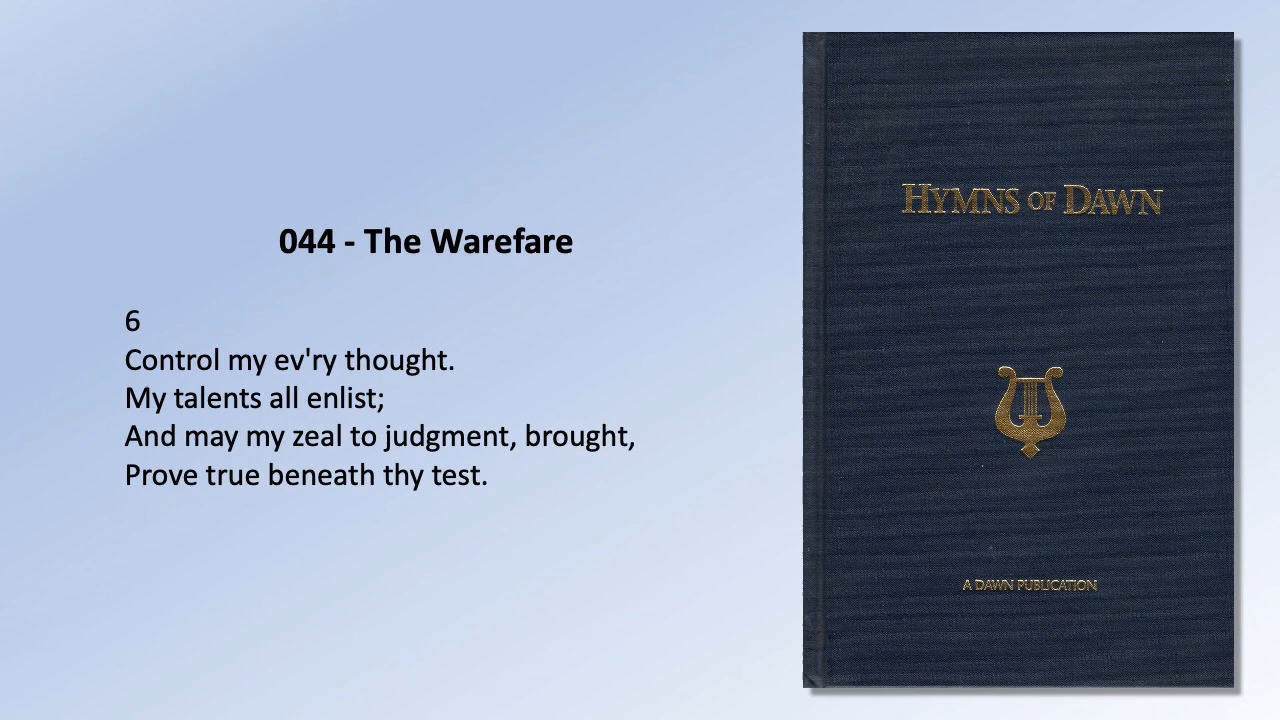 044 - The Warefare
6
Control my ev'ry thought.
My talents all enlist;
And may my zeal to judgment, brought,
Prove true beneath thy test.
HYMNS OF DAWN
A DAWN PUBLICATION